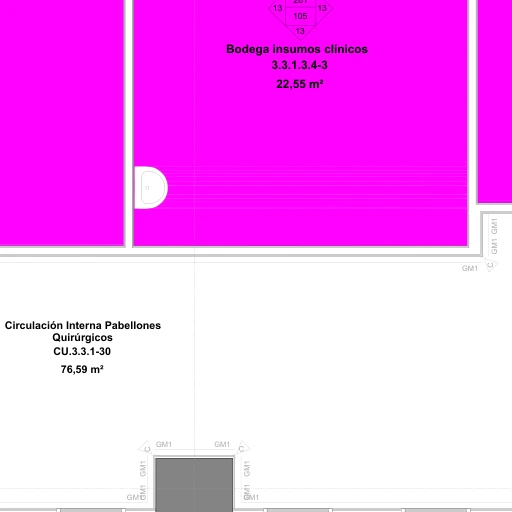 13
13
105
13
Bodega insumos clínicos
3.3.1.3.4-3
22,55 m²
GM1
GM1
GM1
C
Circulación Interna Pabellones
Quirúrgicos
CU.3.3.1-30
76,59 m²
C
GM1
GM1
C
GM1
GM1
GM1
GM1
GM1
GM1